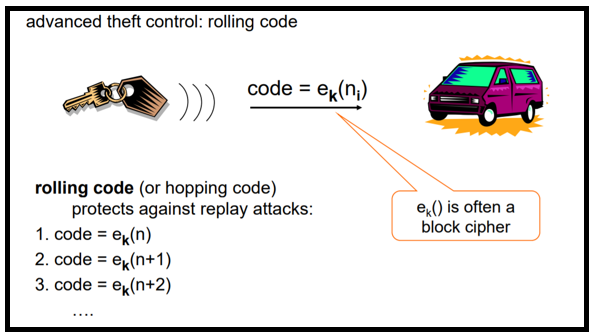 advanced theft control: rolling code
code = eₖ(nᵢ)
rolling code (or hopping code)
protects against replay attacks:
1. code = eₖ(n)
2. code = eₖ(n+1)
3. code = eₖ(n+2)
....
eₖ() is often a
block cipher